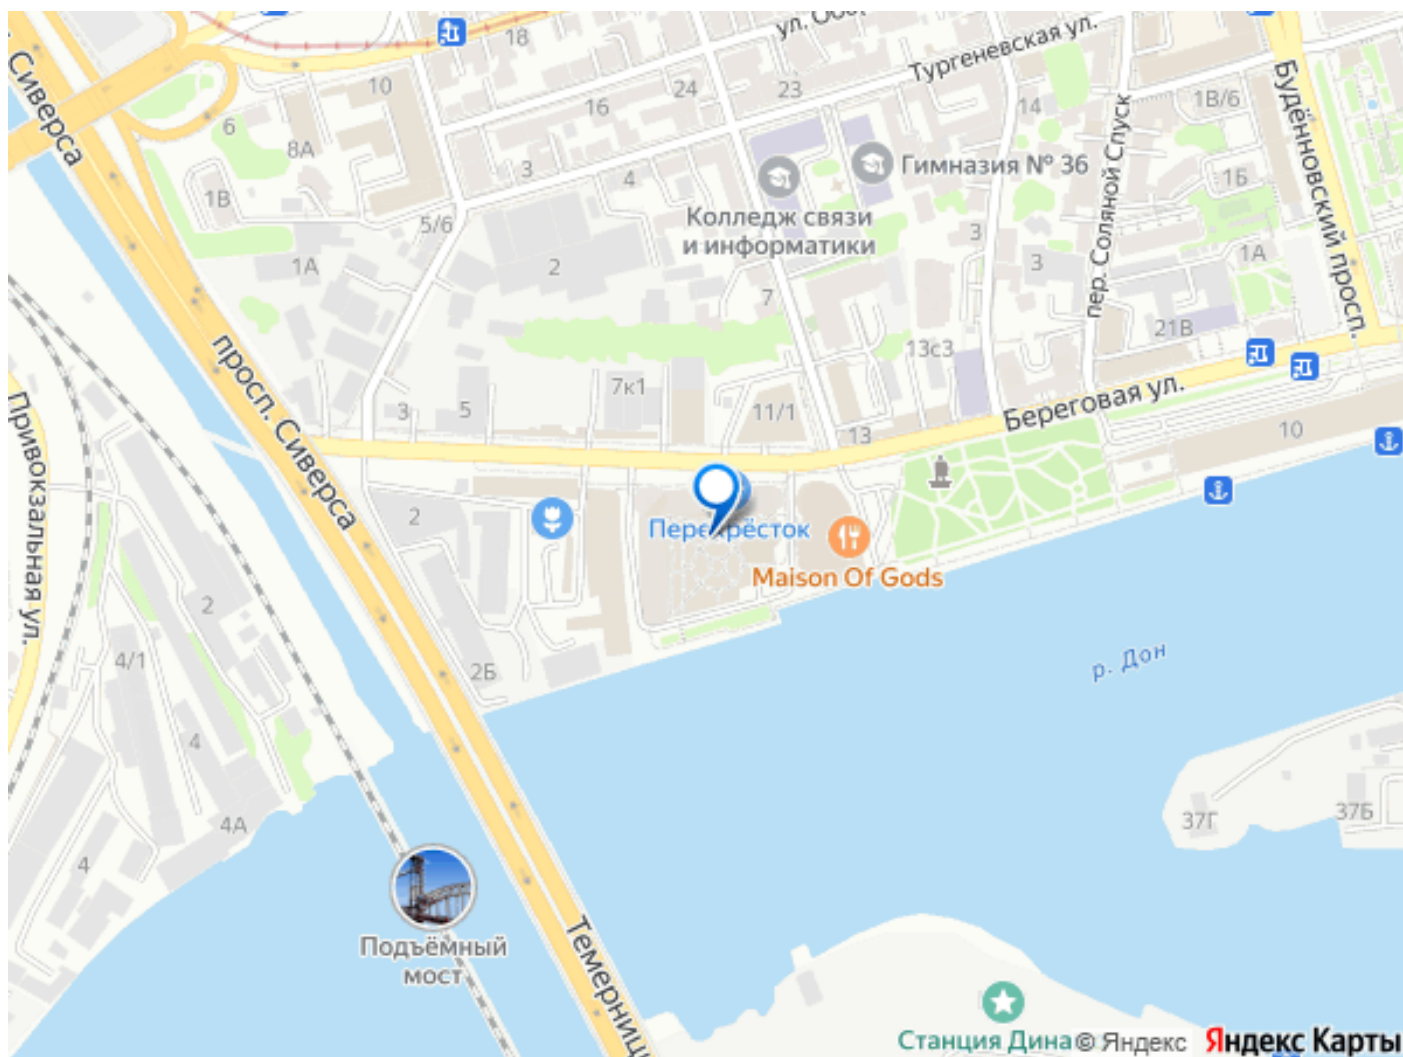 18
ул. Обор
Тургеневская ул.
Сиверса
10
24
23
16
14
1В/6
6
8А
3
4
1В
Гимназия № 36
Будённовский просп.
пер. Соляной Спуск
1Б
5/6
Колледж связи
и информатики
3
3
1А
1А
2
7
21В
13с3
просп. Сиверса
Привокзальная ул.
3
5
7к1
11/1
13
Береговая ул.
10
2
Перекрёсток
Maison Of Gods
2
4/1
2Б
р. Дон
4
4А
4
37Г
37Б
Подъёмный
мост
Темерниц
Станция Дина
© Яндекс
Яндекс Карты